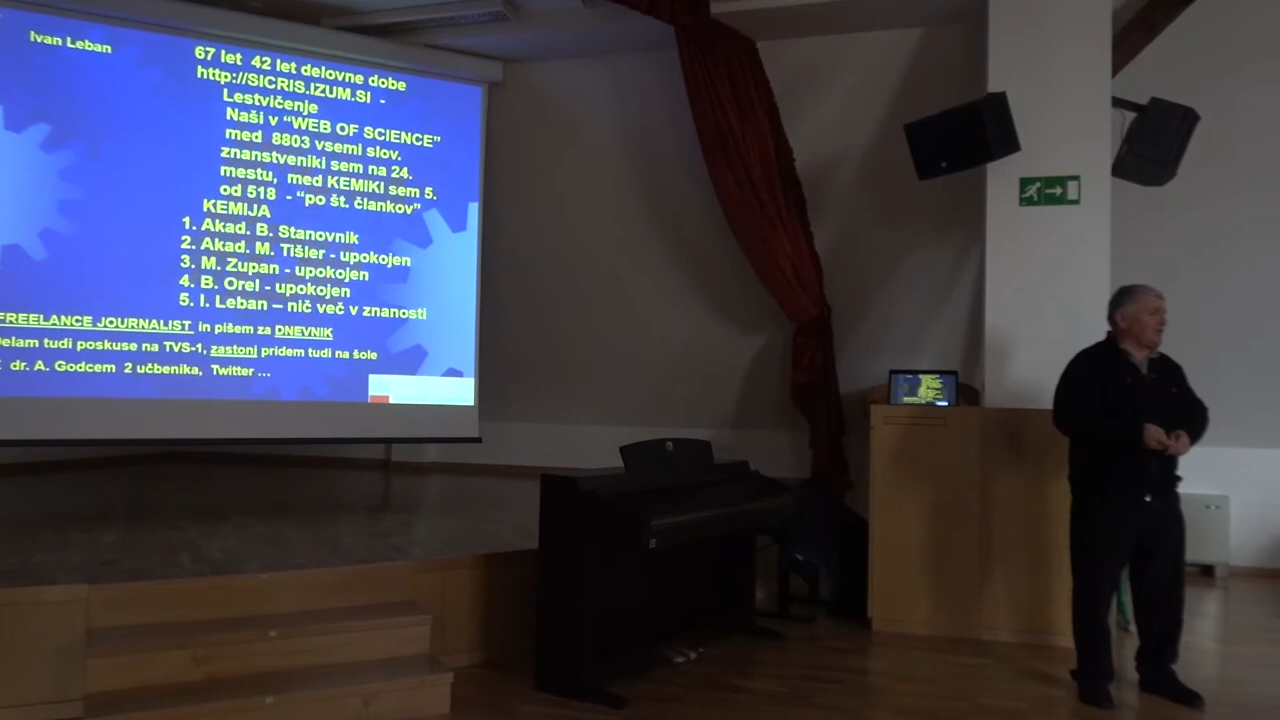 Ivan Leban
67 let 42 let delovne dobe
http://SICRIS.IZUM.SI -
Lestvičenje
Naši v “WEB OF SCIENCE”
med 8803 vsemi slov.
znanstveniki sem na 24.
mestu, med KEMIKI sem 5.
od 518 - “po št. člankov”
KEMIJA
1. Akad. B. Stanovnik
2. Akad. M. Tišler - upokojen
3. M. Zupan - upokojen
4. B. Orel - upokojen
5. I. Leban – nič več v znanosti
FREELANCE JOURNALIST in pišem za DNEVNIK
elam tudi poskuse na TVS-1, zastonj pridem tudi na šole
dr. A. Godcem 2 učbenika, Twitter ...